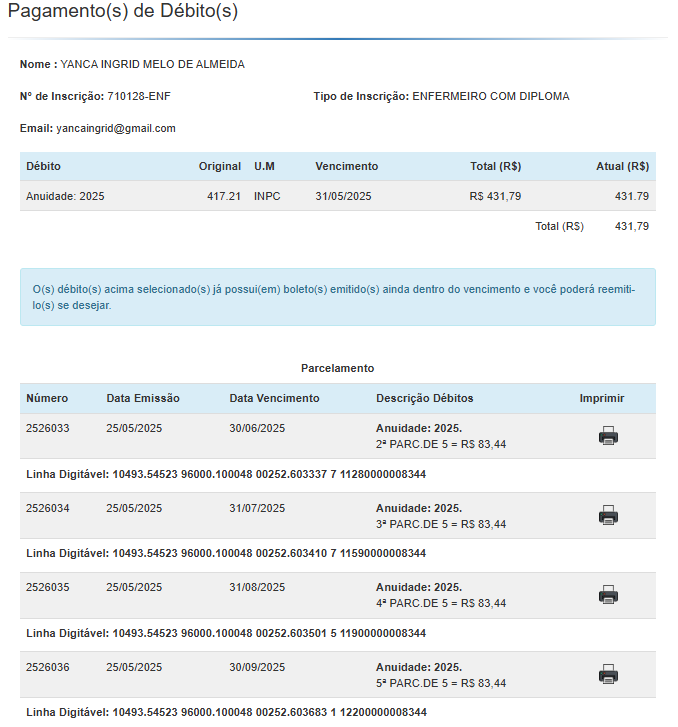 Pagamento(s) de Débito(s)
Nome : YANCA INGRID MELO DE ALMEIDA
Nº de Inscrição: 710128-ENF Tipo de Inscrição: ENFERMEIRO COM DIPLOMA
Email: yancaingrid@gmail.com
Débito Original U.M Vencimento Total (R$) Atual (R$)
Anuidade: 2025 417.21 INPC 31/05/2025 R$ 431,79 431.79
Total (R$) 431,79
O(s) débito(s) acima selecionado(s) já possui(em) boleto(s) emitido(s) ainda dentro do vencimento e você poderá reemiti-
lo(s) se desejar.
Parcelamento
Número Data Emissão Data Vencimento Descrição Débitos Imprimir
2526033 25/05/2025 30/06/2025 Anuidade: 2025.
2ª PARC.DE 5 = R$ 83,44
Linha Digitável: 10493.54523 96000.100048 00252.603337 7 11280000008344
2526034 25/05/2025 31/07/2025 Anuidade: 2025.
3ª PARC.DE 5 = R$ 83,44
Linha Digitável: 10493.54523 96000.100048 00252.603410 7 11590000008344
2526035 25/05/2025 31/08/2025 Anuidade: 2025.
4ª PARC.DE 5 = R$ 83,44
Linha Digitável: 10493.54523 96000.100048 00252.603501 5 11900000008344
2526036 25/05/2025 30/09/2025 Anuidade: 2025.
5ª PARC.DE 5 = R$ 83,44
Linha Digitável: 10493.54523 96000.100048 00252.603683 1 12200000008344